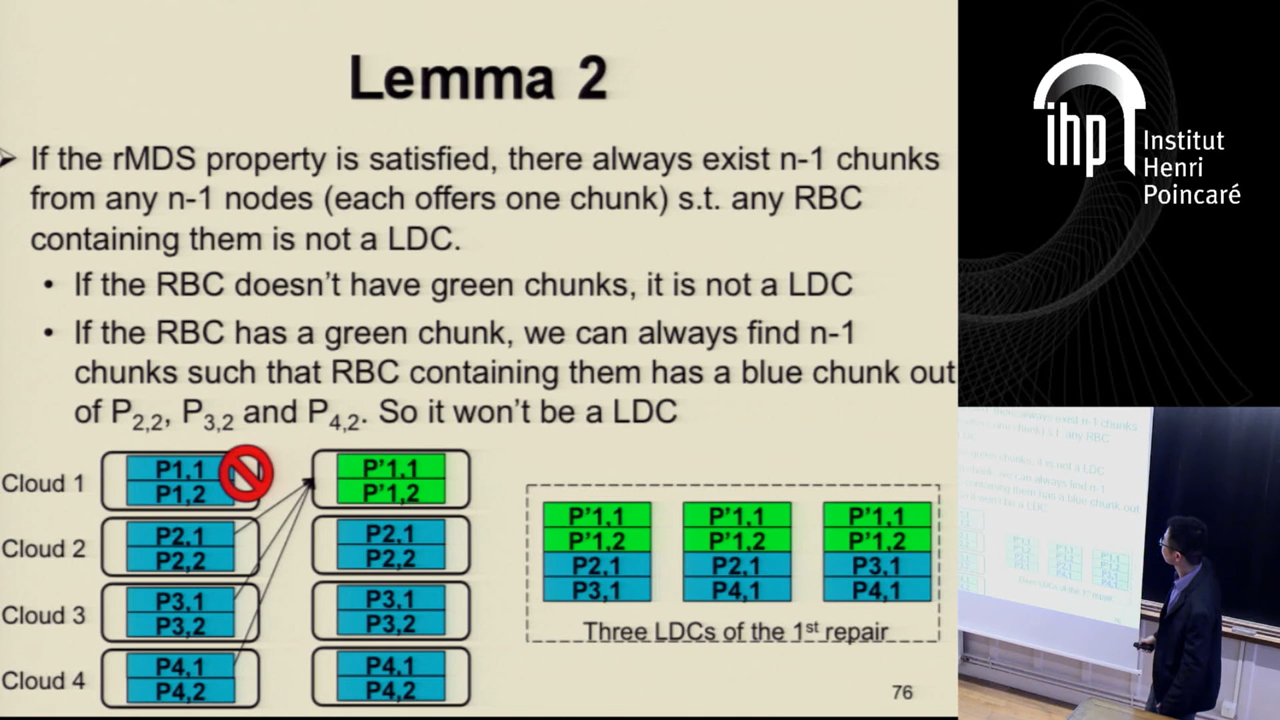 Lemma 2
If the rMDS property is satisfied, there always exist n-1 chunks
from any n-1 nodes (each offers one chunk) s.t. any RBC
containing them is not a LDC.
• If the RBC doesn't have green chunks, it is not a LDC
• If the RBC has a green chunk, we can always find n-1
chunks such that RBC containing them has a blue chunk out
of P2,2, P3,2 and P4,2. So it won't be a LDC
Cloud 1
P1,1
P1,2
P'1,1
P'1,2
Cloud 2
P2,1
P2,2
P2,1
P2,2
Cloud 3
P3,1
P3,2
P3,1
P3,2
Cloud 4
P4,1
P4,2
P4,1
P4,2
P'1,1
P'1,2
P2,1
P3,1
P'1,1
P'1,2
P2,1
P4,1
P'1,1
P'1,2
P3,1
P4,1
Three LDCs of the 1st repair
76
ihp
Institut
Henri
Poincaré